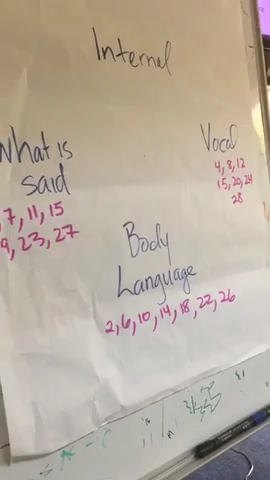 Internal
What is
said
7, 11, 15
9, 23, 27
Vocal
4, 8, 12
15, 20, 24
28
Body
Language
2, 6, 10, 14, 18, 22, 26